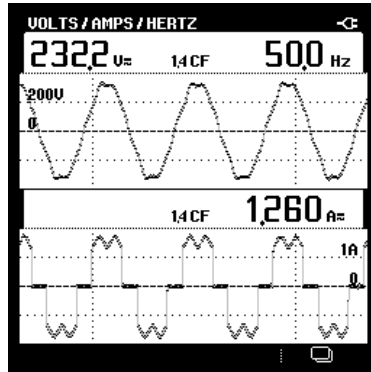 VOLTS/AMPS/HERTZ
232,2 V≂ 1,4 CF 50,0 Hz
200V
0
1,4 CF 1,260 A≂
1A
0